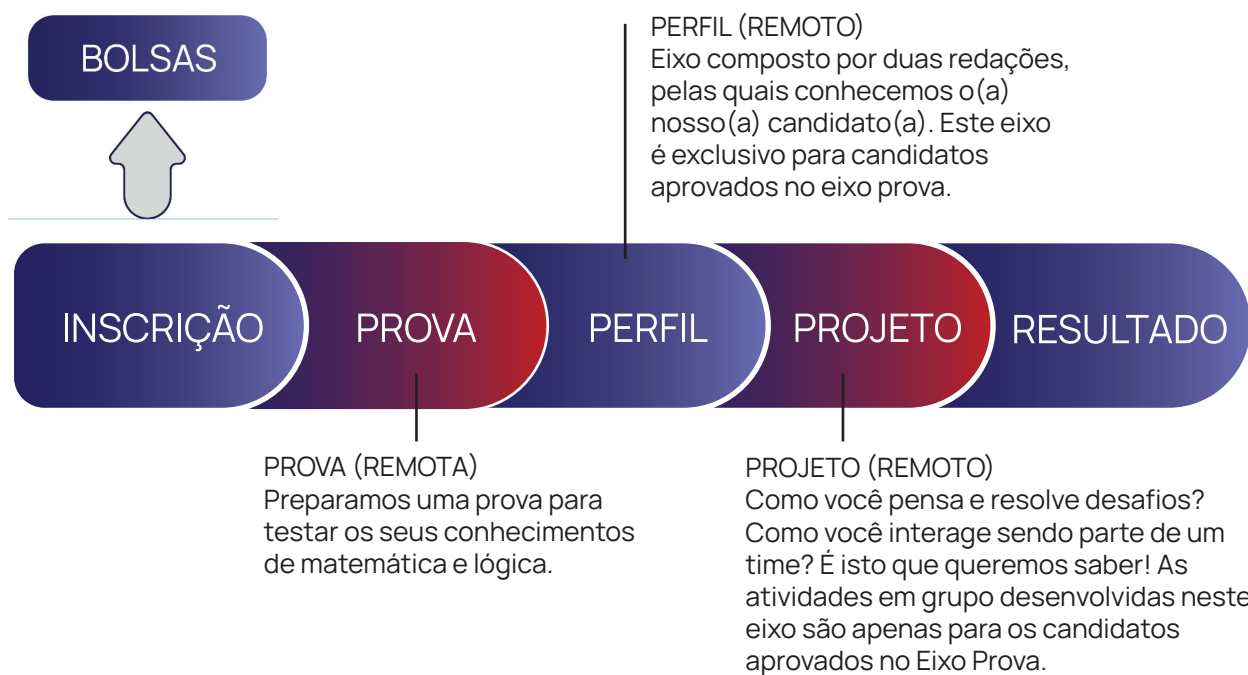 BOLSAS
PERFIL (REMOTO)
Eixo composto por duas redações,
pelas quais conhecemos o(a)
nosso(a) candidato(a). Este eixo
é exclusivo para candidatos
aprovados no eixo prova.
INSCRIÇÃO
PROVA
PERFIL
PROJETO
RESULTADO
PROVA (REMOTA)
Preparamos uma prova para
testar os seus conhecimentos
de matemática e lógica.
PROJETO (REMOTO)
Como você pensa e resolve desafios?
Como você interage sendo parte de um
time? É isto que queremos saber! As
atividades em grupo desenvolvidas neste
eixo são apenas para os candidatos
aprovados no Eixo Prova.